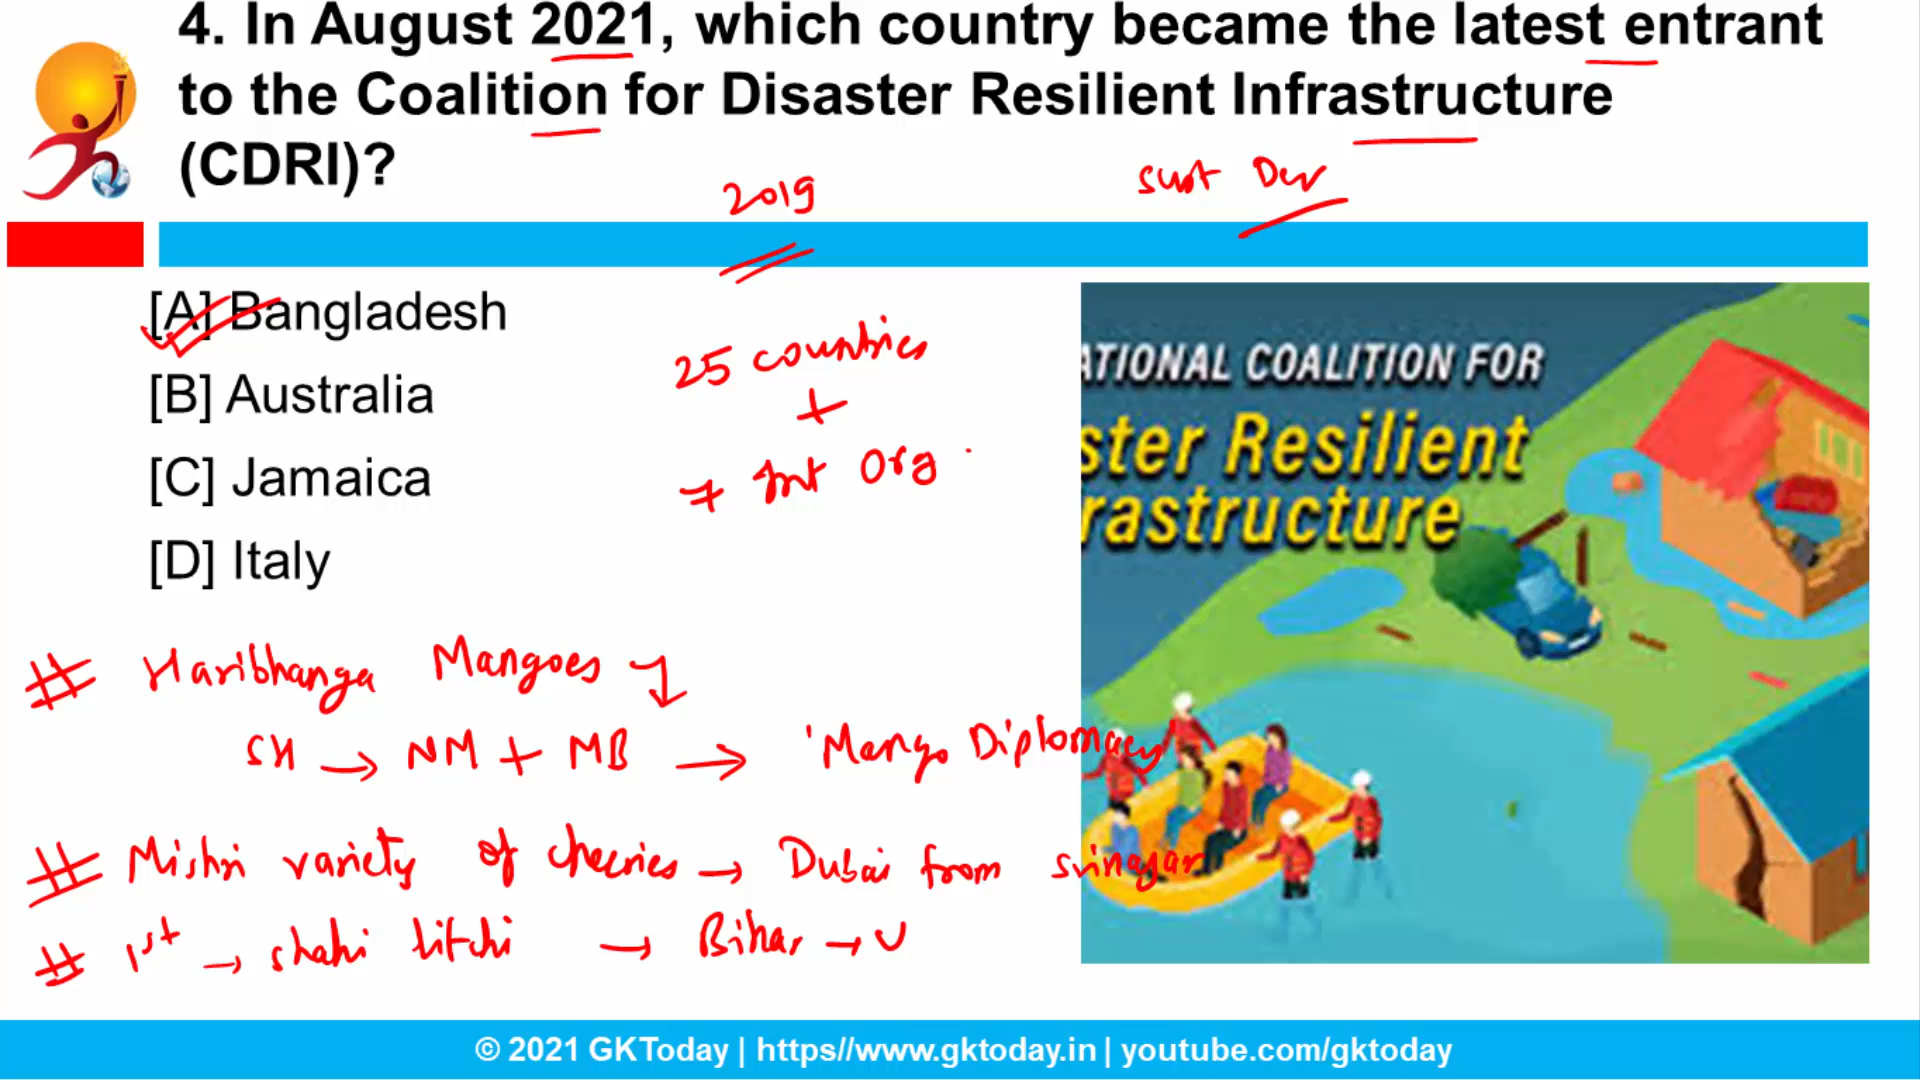 4. In August 2021, which country became the latest entrant
to the Coalition for Disaster Resilient Infrastructure
(CDRI)?
2019
Sust Dev
[A] Bangladesh
[B] Australia
[C] Jamaica
[D] Italy
25 countries
+
7 Int Org
ATIONAL COALITION FOR
ster Resilient
rastructure
# Haribhanga Mangoes
SH → NM + MB → 'Mango Diplomacy
# Mishri variety of cherries → Dubai from Srinagar
# 1st → Shahi litchi → Bihar → U
© 2021 GKToday | https//www.gktoday.in | youtube.com/gktoday